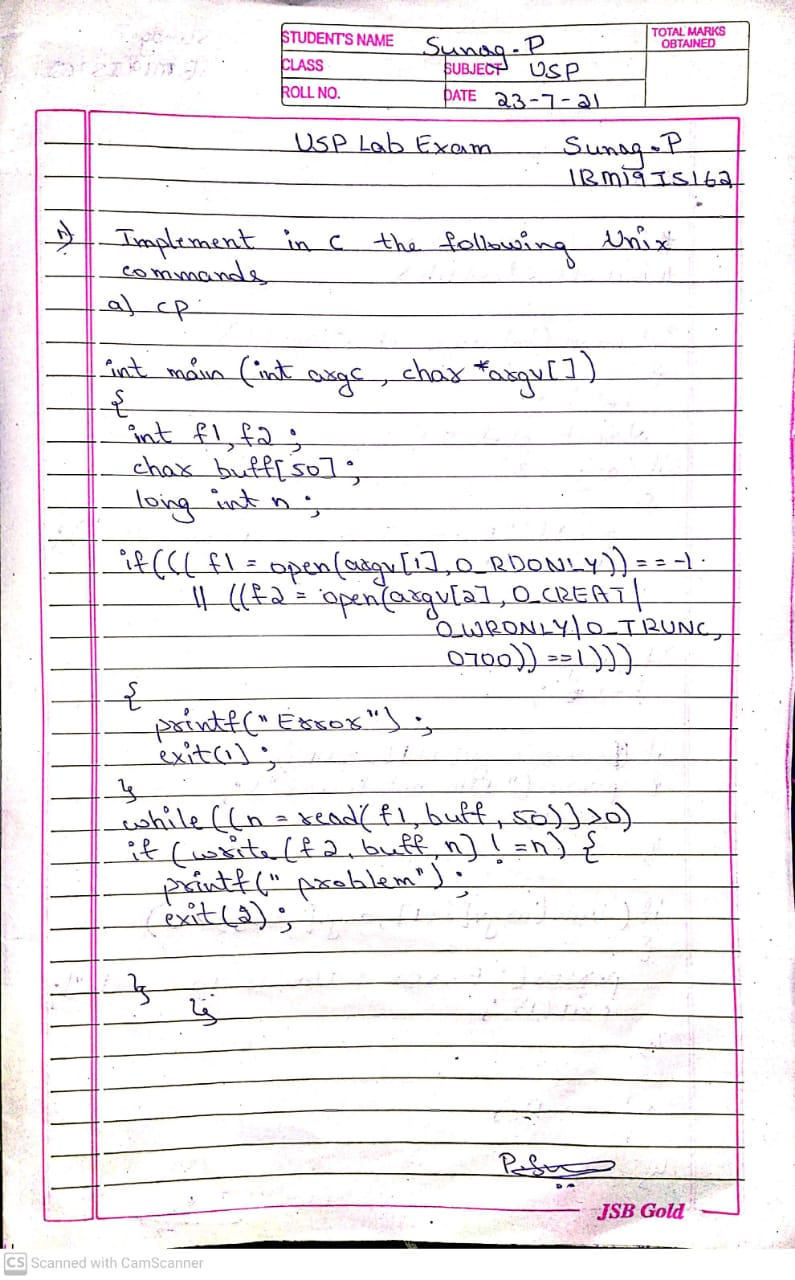 STUDENT'S NAME Sunag.P
TOTAL MARKS OBTAINED
CLASS SUBJECT USP
ROLL NO. DATE 23-7-21
USP Lab Exam Sunag.P
1BM19IS162
Implement in C the following Unix
commands
a) cp
int main (int argc, char *argv[])
{
int f1, f2 ;
char buff[50] ;
long int n ;
if((( f1 = open(argv[1], O_RDONLY)) == -1
|| ((f2 = open(argv[2], O_CREAT |
O_WRONLY | O_TRUNC,
0700)) ==1)))
{
printf(" Error") ;
exit(1) ;
}
while ((n = read( f1, buff, 50)) >0)
if (write (f2, buff, n) ! =n) {
printf(" problem") ;
exit(2) ;
}
}
JSB Gold
CS Scanned with CamScanner